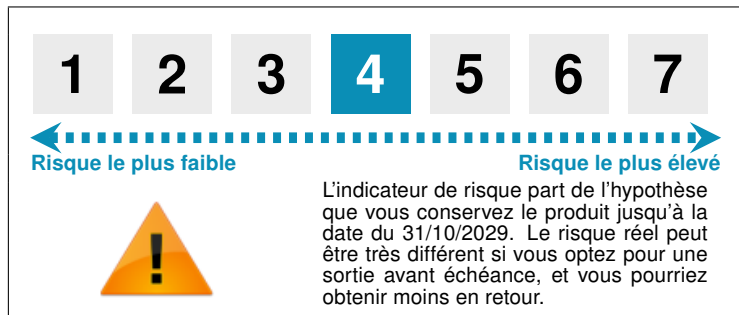 1 2 3 4 5 6 7
Risque le plus faible Risque le plus élevé
L'indicateur de risque part de l'hypothèse
que vous conservez le produit jusqu'à la
date du 31/10/2029. Le risque réel peut
être très différent si vous optez pour une
sortie avant échéance, et vous pourriez
obtenir moins en retour.